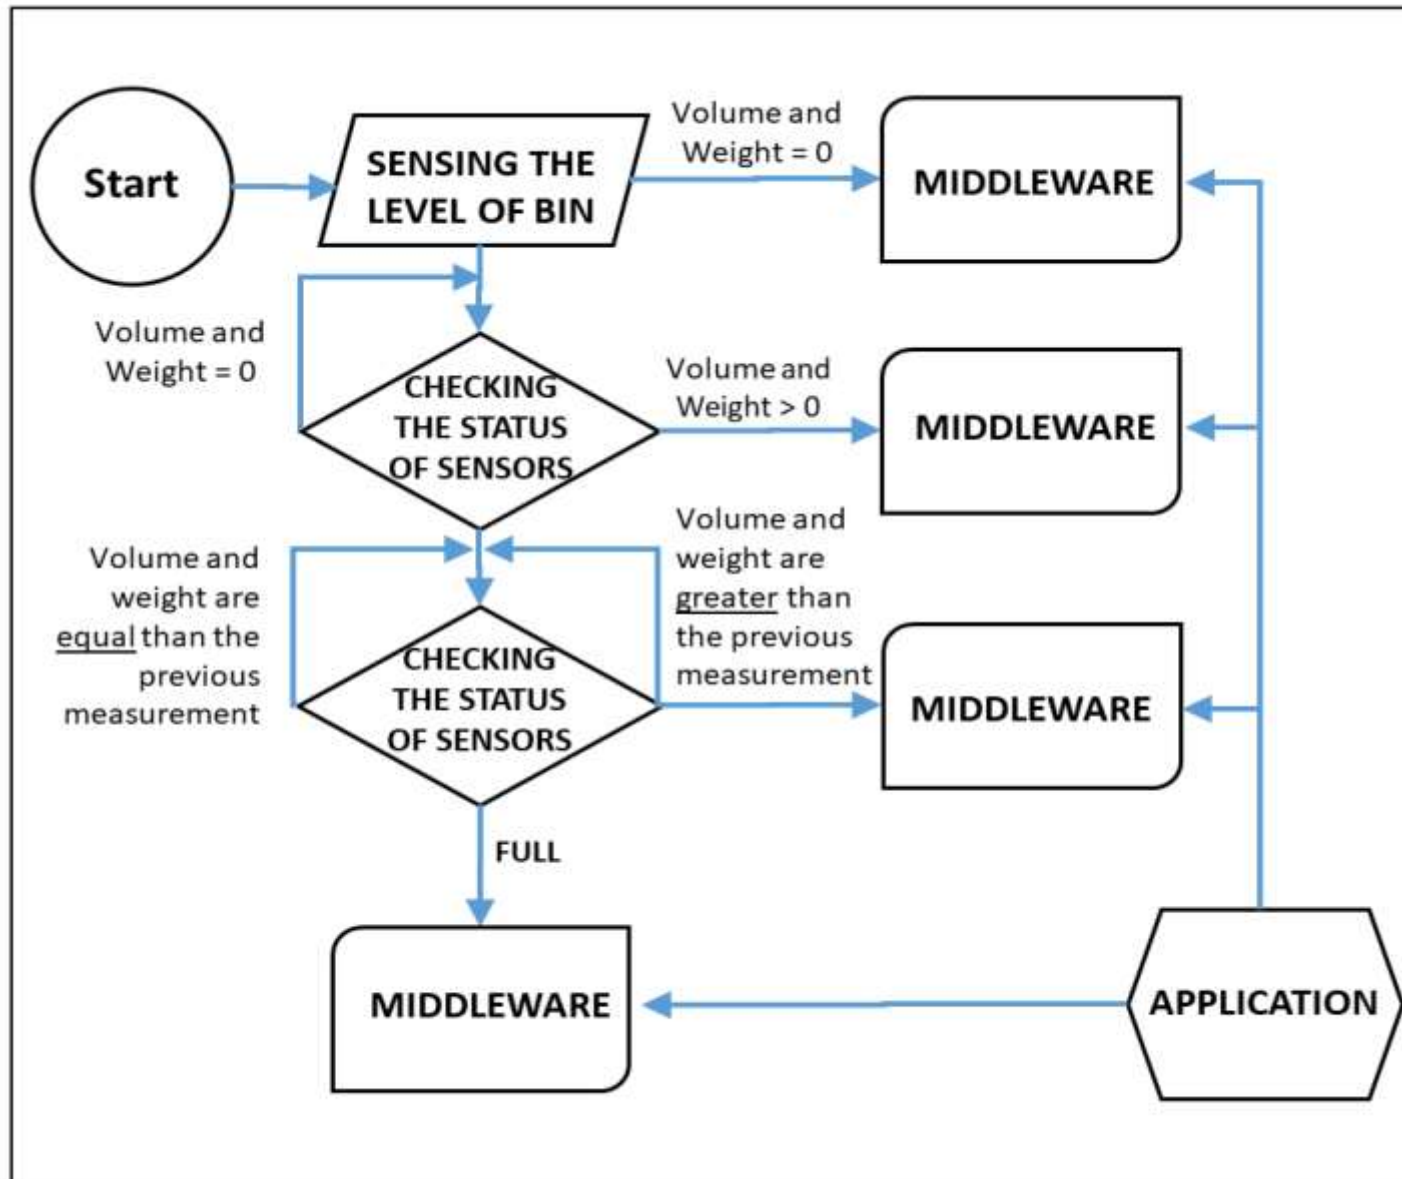 Start
SENSING THE
LEVEL OF BIN
Volume and
Weight = 0
MIDDLEWARE
Volume and
Weight = 0
CHECKING
THE STATUS
OF SENSORS
Volume and
Weight > 0
MIDDLEWARE
Volume and
weight are
equal than the
previous
measurement
CHECKING
THE STATUS
OF SENSORS
Volume and
weight are
greater than
the previous
measurement
MIDDLEWARE
FULL
MIDDLEWARE
APPLICATION